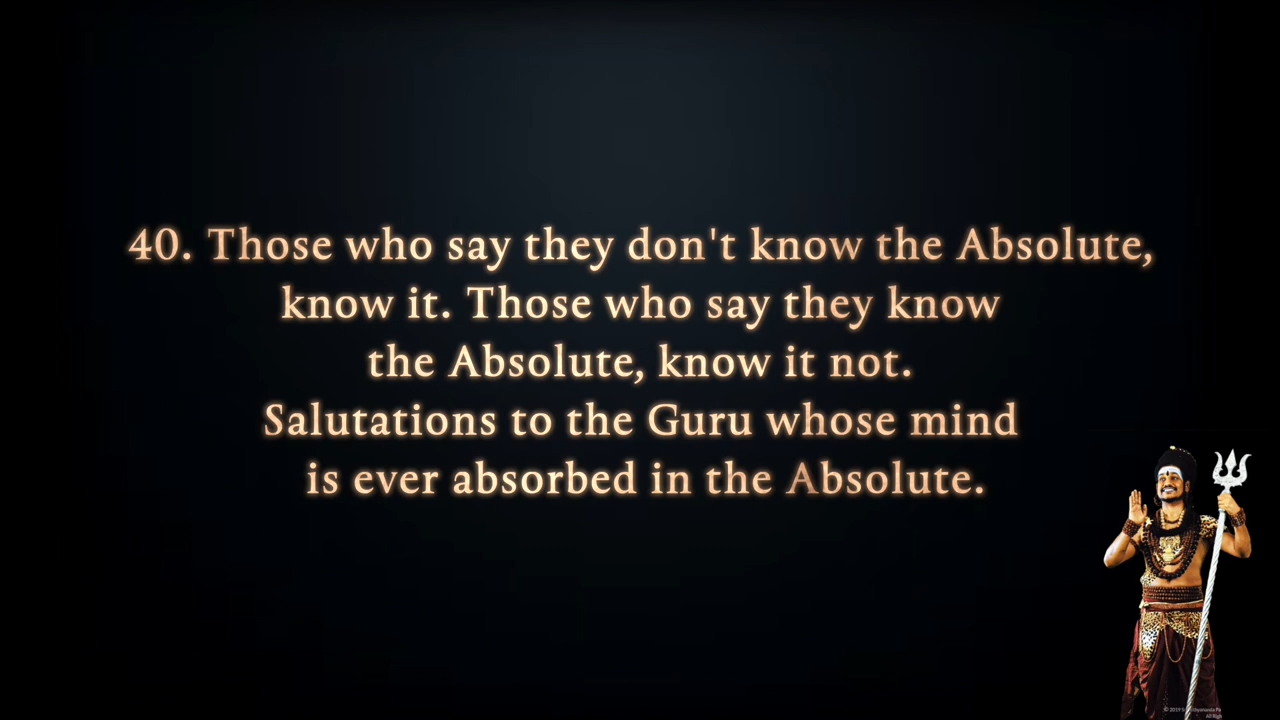 40. Those who say they don't know the Absolute,
know it. Those who say they know
the Absolute, know it not.
Salutations to the Guru whose mind
is ever absorbed in the Absolute.
© 2019